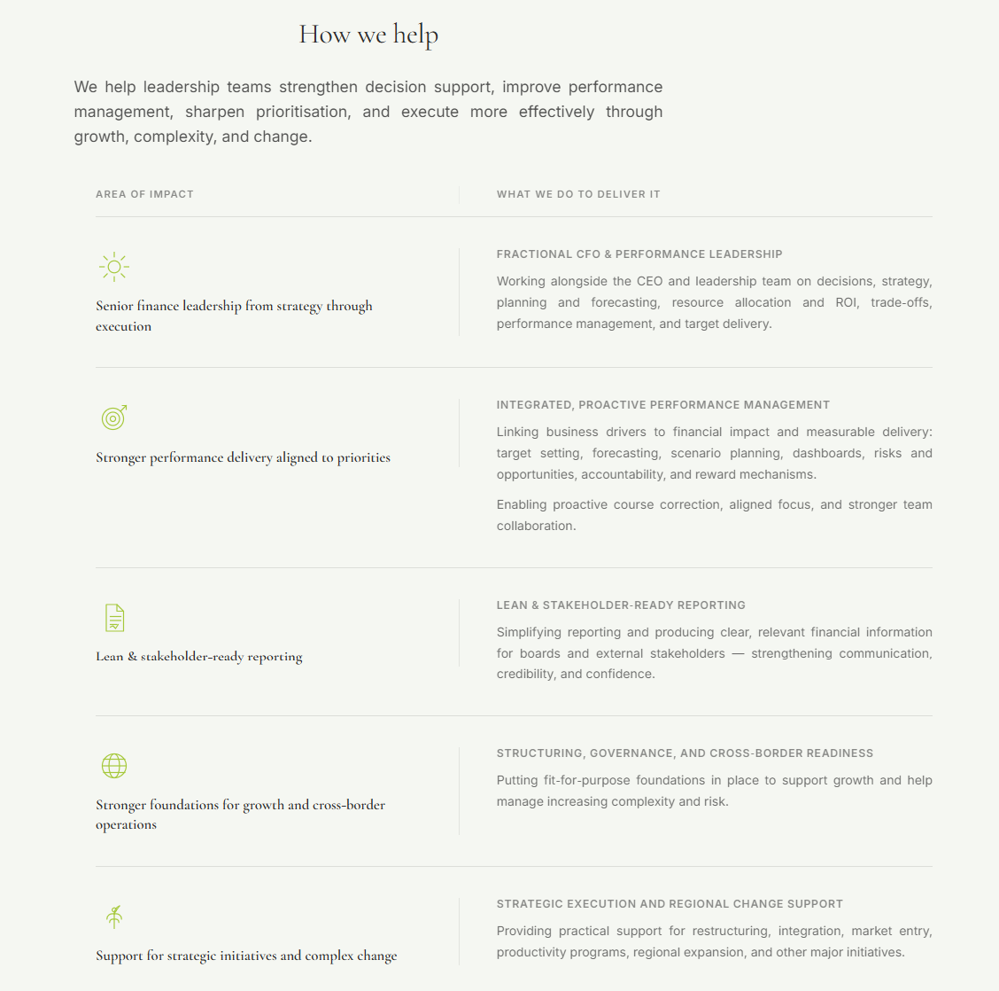 How we help
We help leadership teams strengthen decision support, improve performance
management, sharpen prioritisation, and execute more effectively through
growth, complexity, and change.
AREA OF IMPACT
WHAT WE DO TO DELIVER IT
Senior finance leadership from strategy through
execution
FRACTIONAL CFO & PERFORMANCE LEADERSHIP
Working alongside the CEO and leadership team on decisions, strategy,
planning and forecasting, resource allocation and ROI, trade-offs,
performance management, and target delivery.
Stronger performance delivery aligned to priorities
INTEGRATED, PROACTIVE PERFORMANCE MANAGEMENT
Linking business drivers to financial impact and measurable delivery:
target setting, forecasting, scenario planning, dashboards, risks and
opportunities, accountability, and reward mechanisms.
Enabling proactive course correction, aligned focus, and stronger team
collaboration.
Lean & stakeholder-ready reporting
LEAN & STAKEHOLDER-READY REPORTING
Simplifying reporting and producing clear, relevant financial information
for boards and external stakeholders — strengthening communication,
credibility, and confidence.
Stronger foundations for growth and cross-border
operations
STRUCTURING, GOVERNANCE, AND CROSS-BORDER READINESS
Putting fit-for-purpose foundations in place to support growth and help
manage increasing complexity and risk.
Support for strategic initiatives and complex change
STRATEGIC EXECUTION AND REGIONAL CHANGE SUPPORT
Providing practical support for restructuring, integration, market entry,
productivity programs, regional expansion, and other major initiatives.